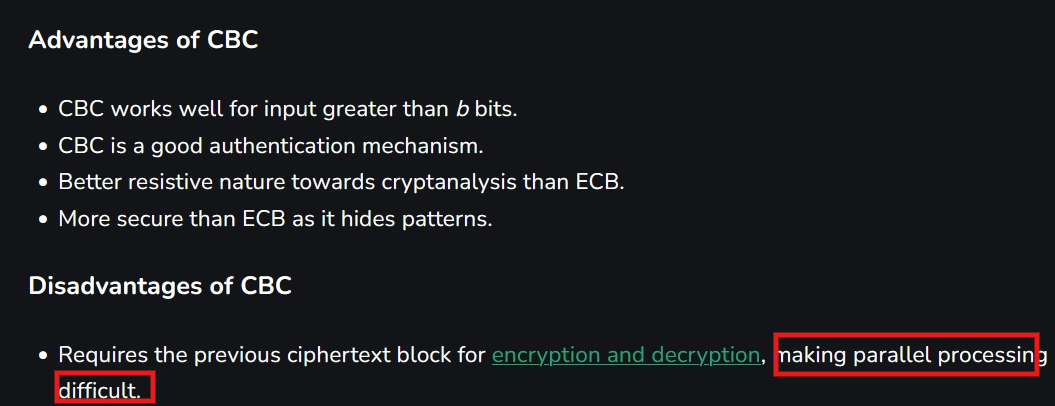 Advantages of CBC
• CBC works well for input greater than b bits.
• CBC is a good authentication mechanism.
• Better resistive nature towards cryptanalysis than ECB.
• More secure than ECB as it hides patterns.
Disadvantages of CBC
• Requires the previous ciphertext block for encryption and decryption, making parallel processing
difficult.